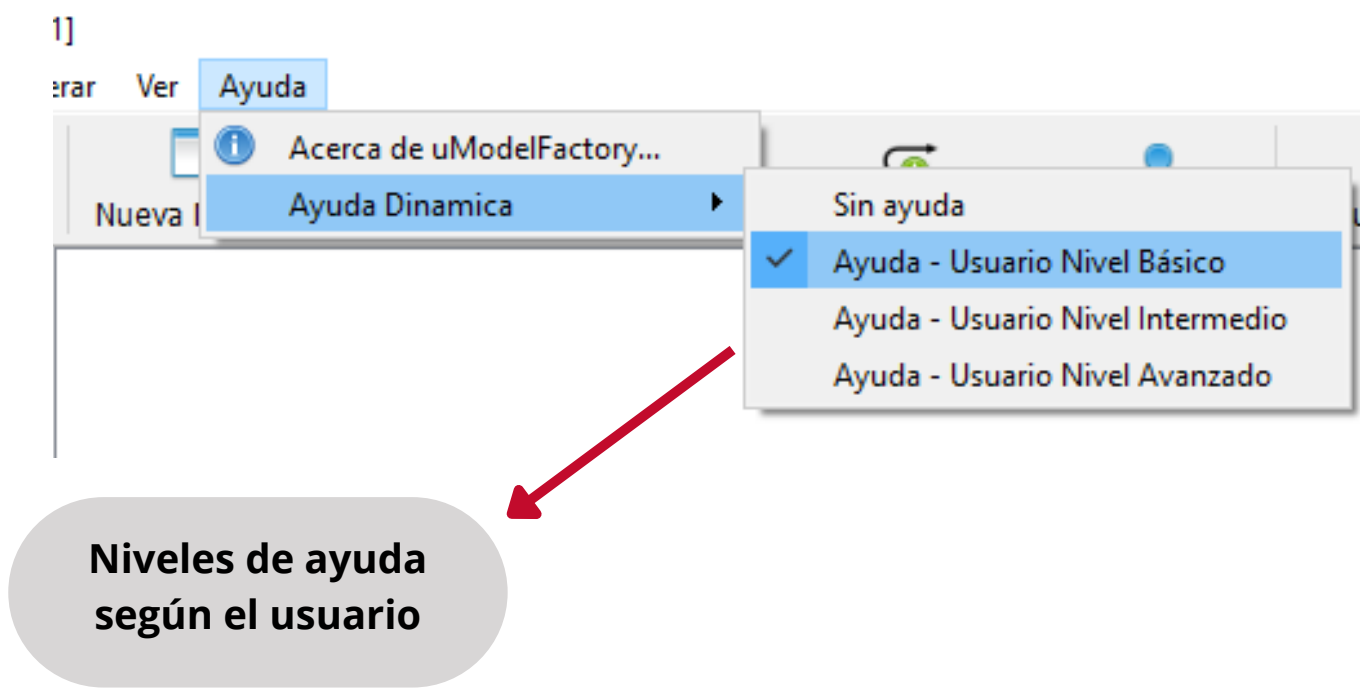 1]
erar Ver Ayuda
Acerca de uModelFactory...
Nueva
Ayuda Dinamica
Sin ayuda
Ayuda - Usuario Nivel Básico
Ayuda - Usuario Nivel Intermedio
Ayuda - Usuario Nivel Avanzado
Niveles de ayuda
según el usuario